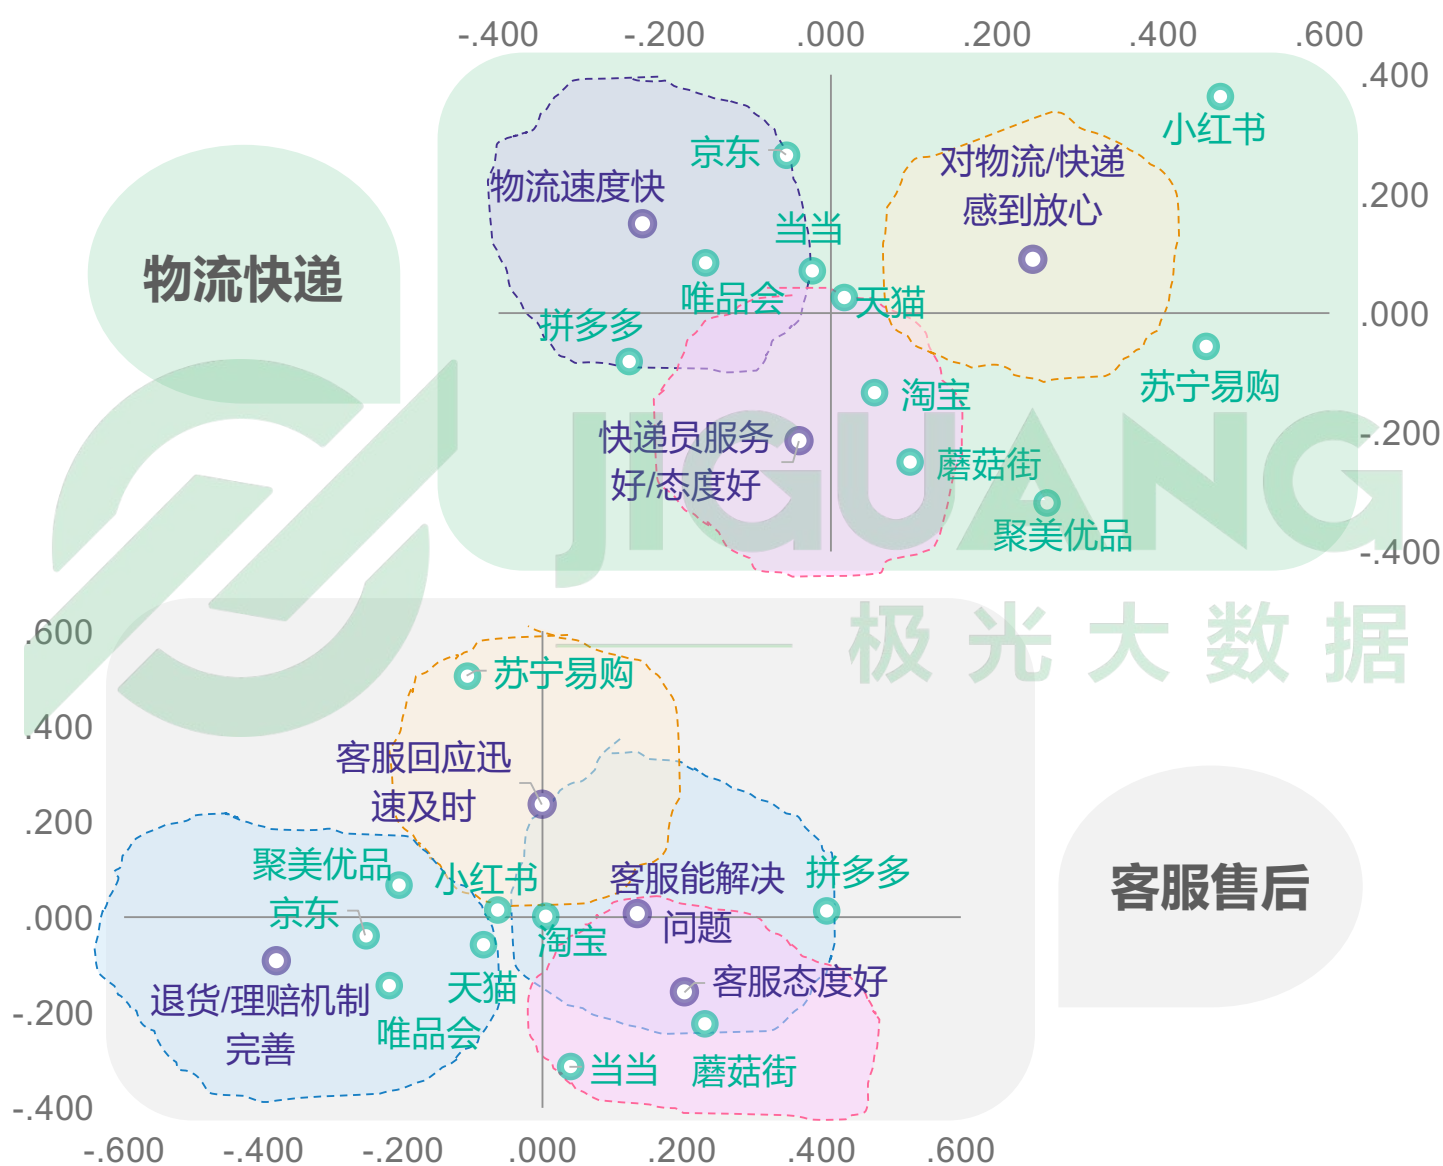 -.400 -.200 .000 .200 .400 .600
.400
小红书
京东
对物流/快递
感到放心
物流速度快
.200
当当
物流快递
唯品会
天猫
.000
拼多多
苏宁易购
淘宝
-.200
快递员服务
好/态度好
蘑菇街
JIGUANG
聚美优品
-.400
极光大数据
.600
苏宁易购
.400
客服回应迅
速及时
.200
聚美优品
小红书
客服能解决
问题
拼多多
客服售后
京东
.000
淘宝
退货/理赔机制
完善
天猫
客服态度好
-.200
唯品会
当当
蘑菇街
-.400
-.600 -.400 -.200 .000 .200 .400 .600